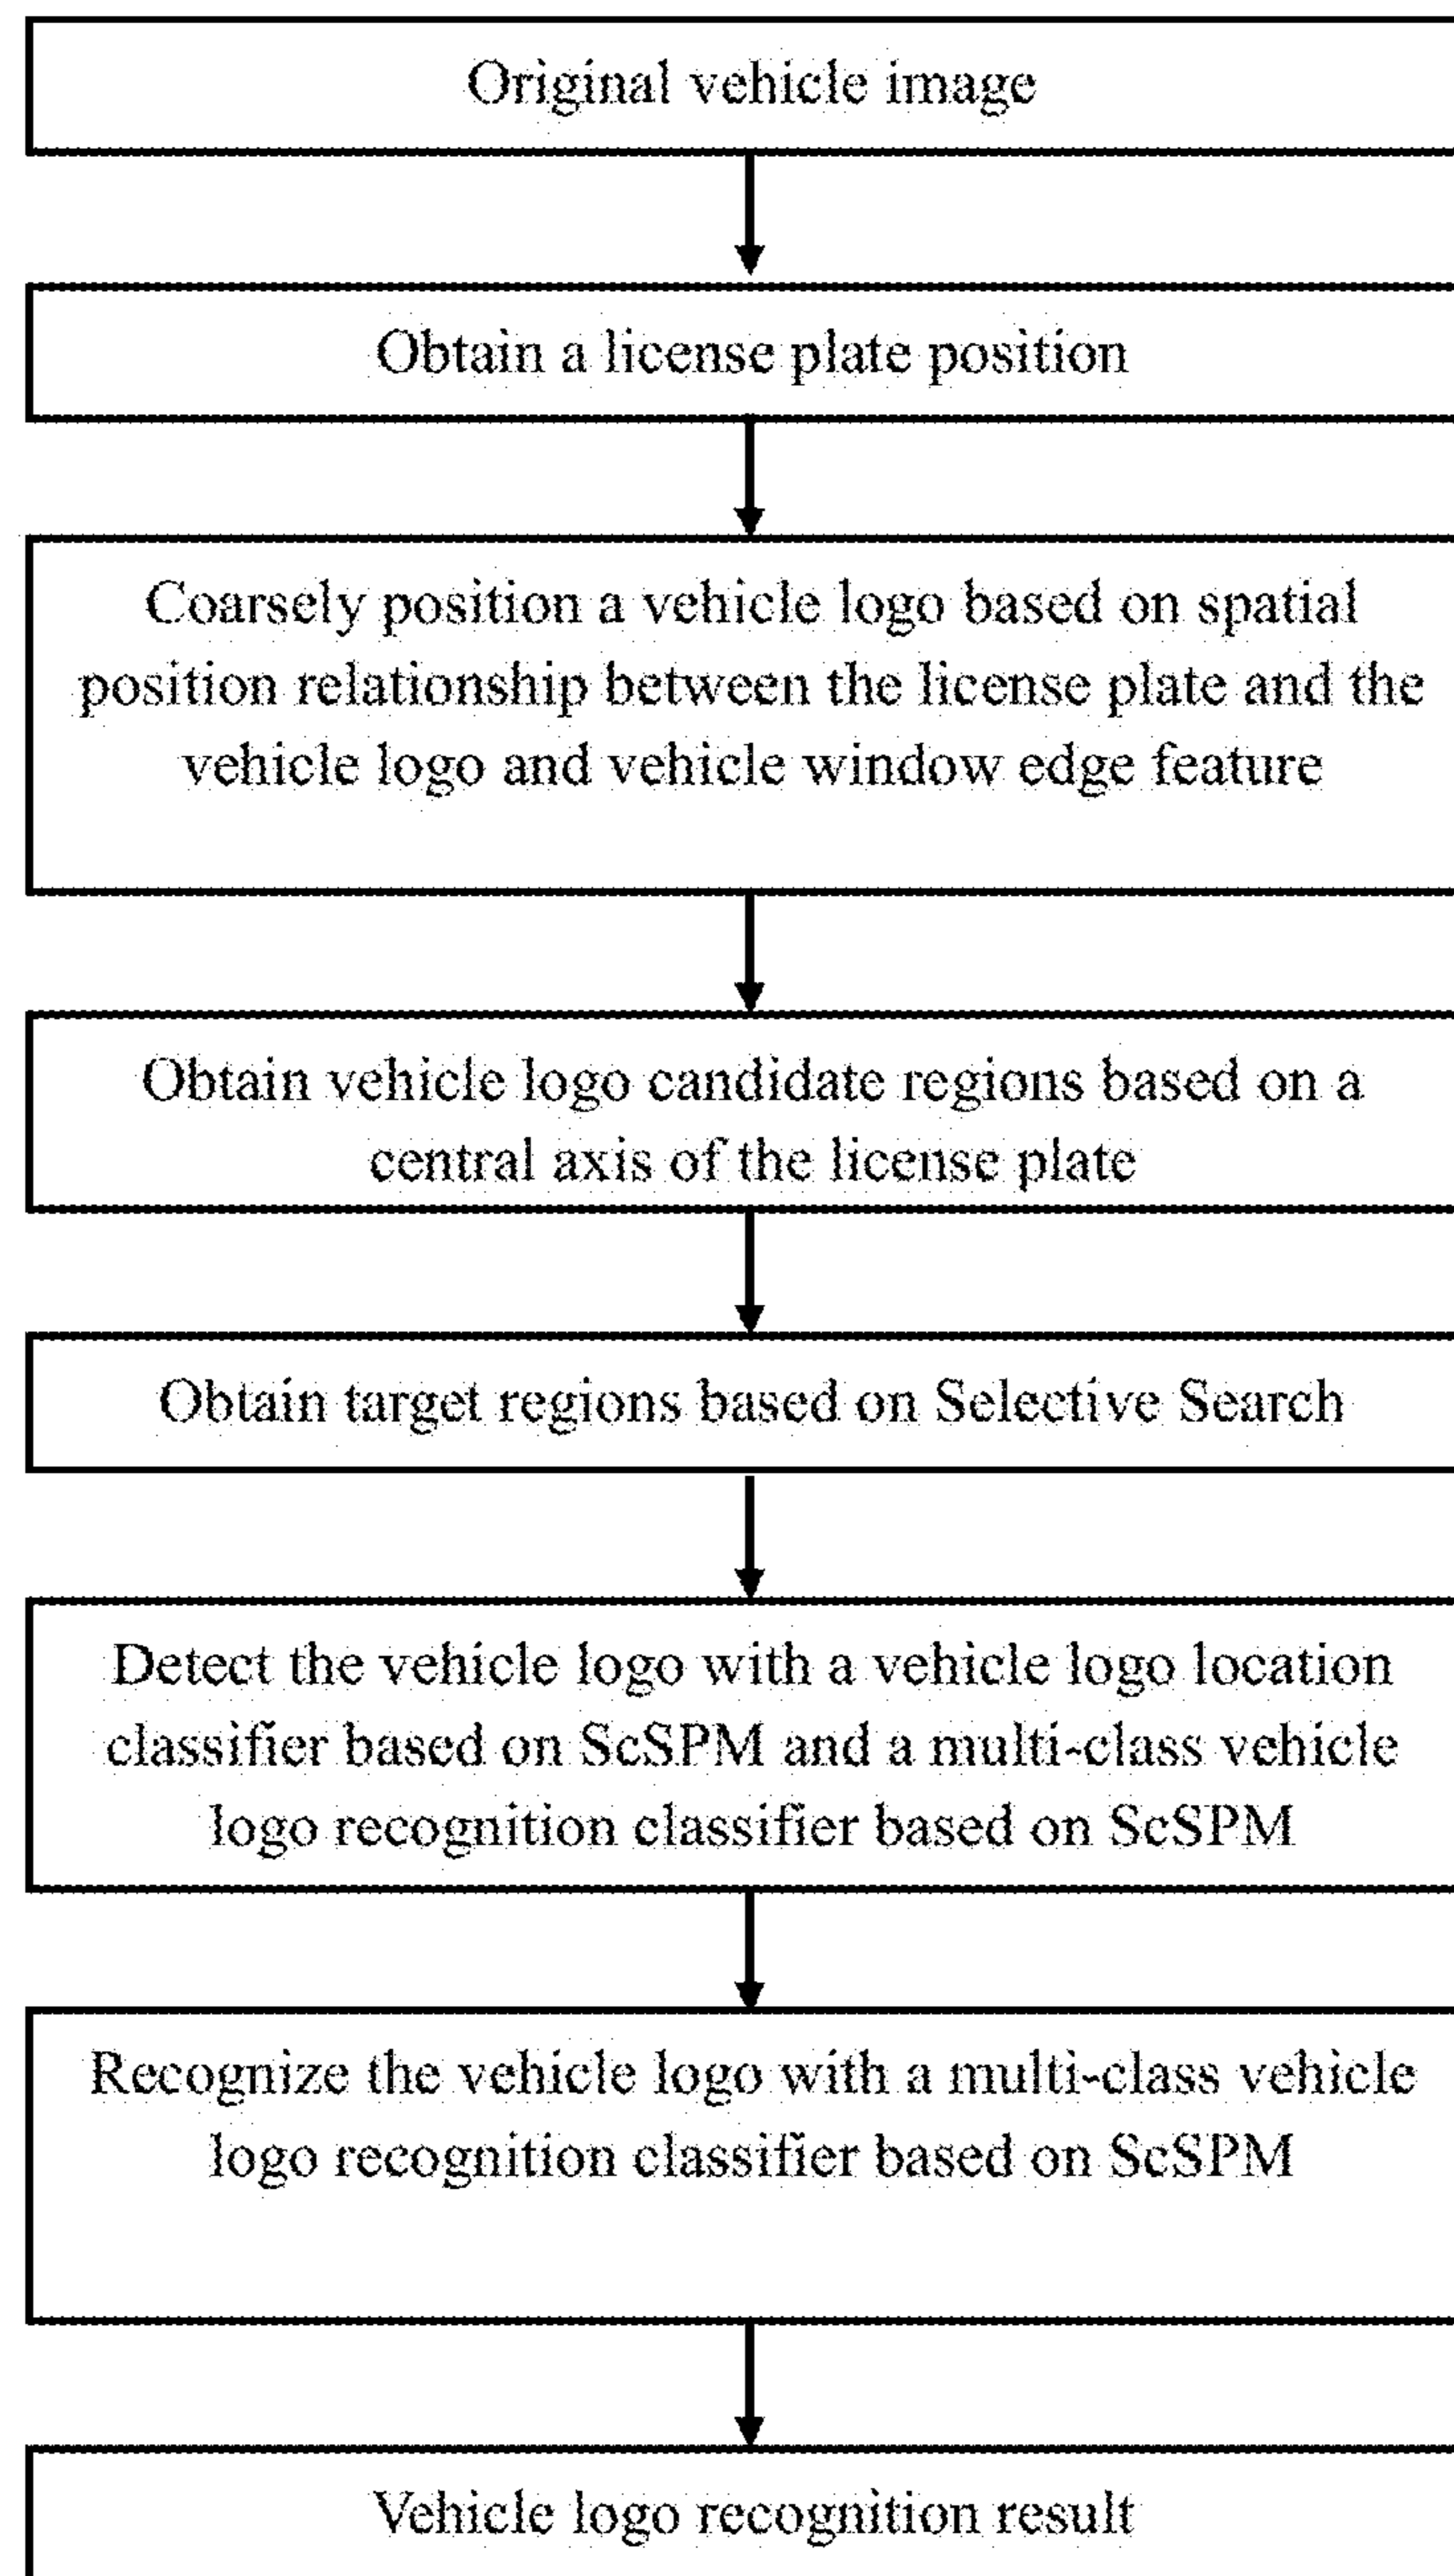 Original vehicle image
Obtain a license plate position
Coarsely position a vehicle logo based on spatial
position relationship between the license plate and the
vehicle logo and vehicle window edge feature
Obtain vehicle logo candidate regions based on a
central axis of the license plate
Obtain target regions based on Selective Search
Detect the vehicle logo with a vehicle logo location
classifier based on ScSPM and a multi-class vehicle
logo recognition classifier based on ScSPM
Recognize the vehicle logo with a multi-class vehicle
logo recognition classifier based on ScSPM
Vehicle logo recognition result